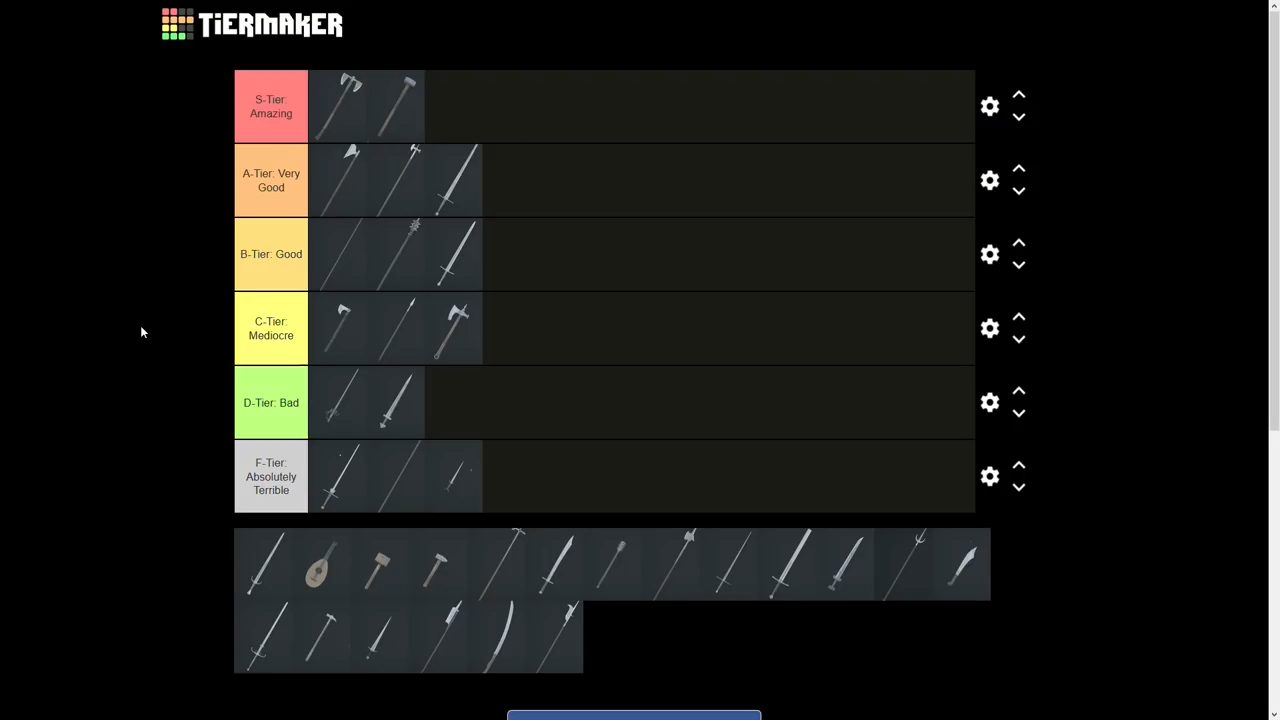 TIERMAKER
S-Tier:
Amazing
A-Tier: Very
Good
B-Tier: Good
C-Tier:
Mediocre
D-Tier: Bad
F-Tier:
Absolutely
Terrible